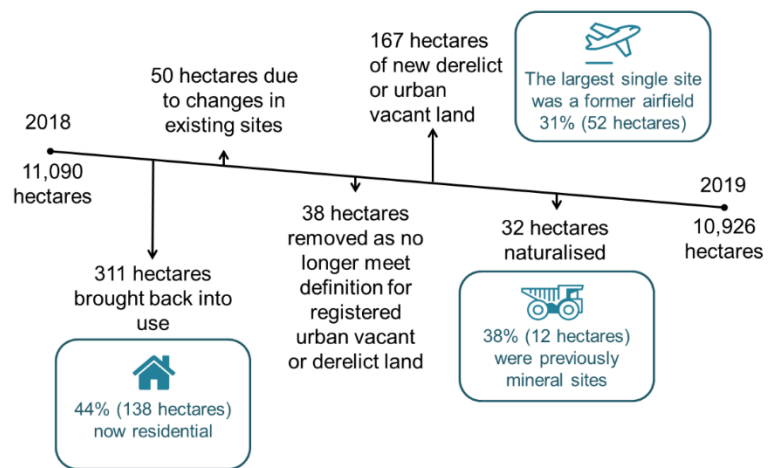 2018
11,090
hectares
311 hectares
brought back into
use
44% (138 hectares)
now residential
50 hectares due
to changes in
existing sites
38 hectares
removed as no
longer meet
definition for
registered
urban vacant
or derelict land
167 hectares
of new derelict
or urban
vacant land
The largest single site
was a former airfield
31% (52 hectares)
32 hectares
naturalised
38% (12 hectares)
were previously
mineral sites
2019
10,926
hectares